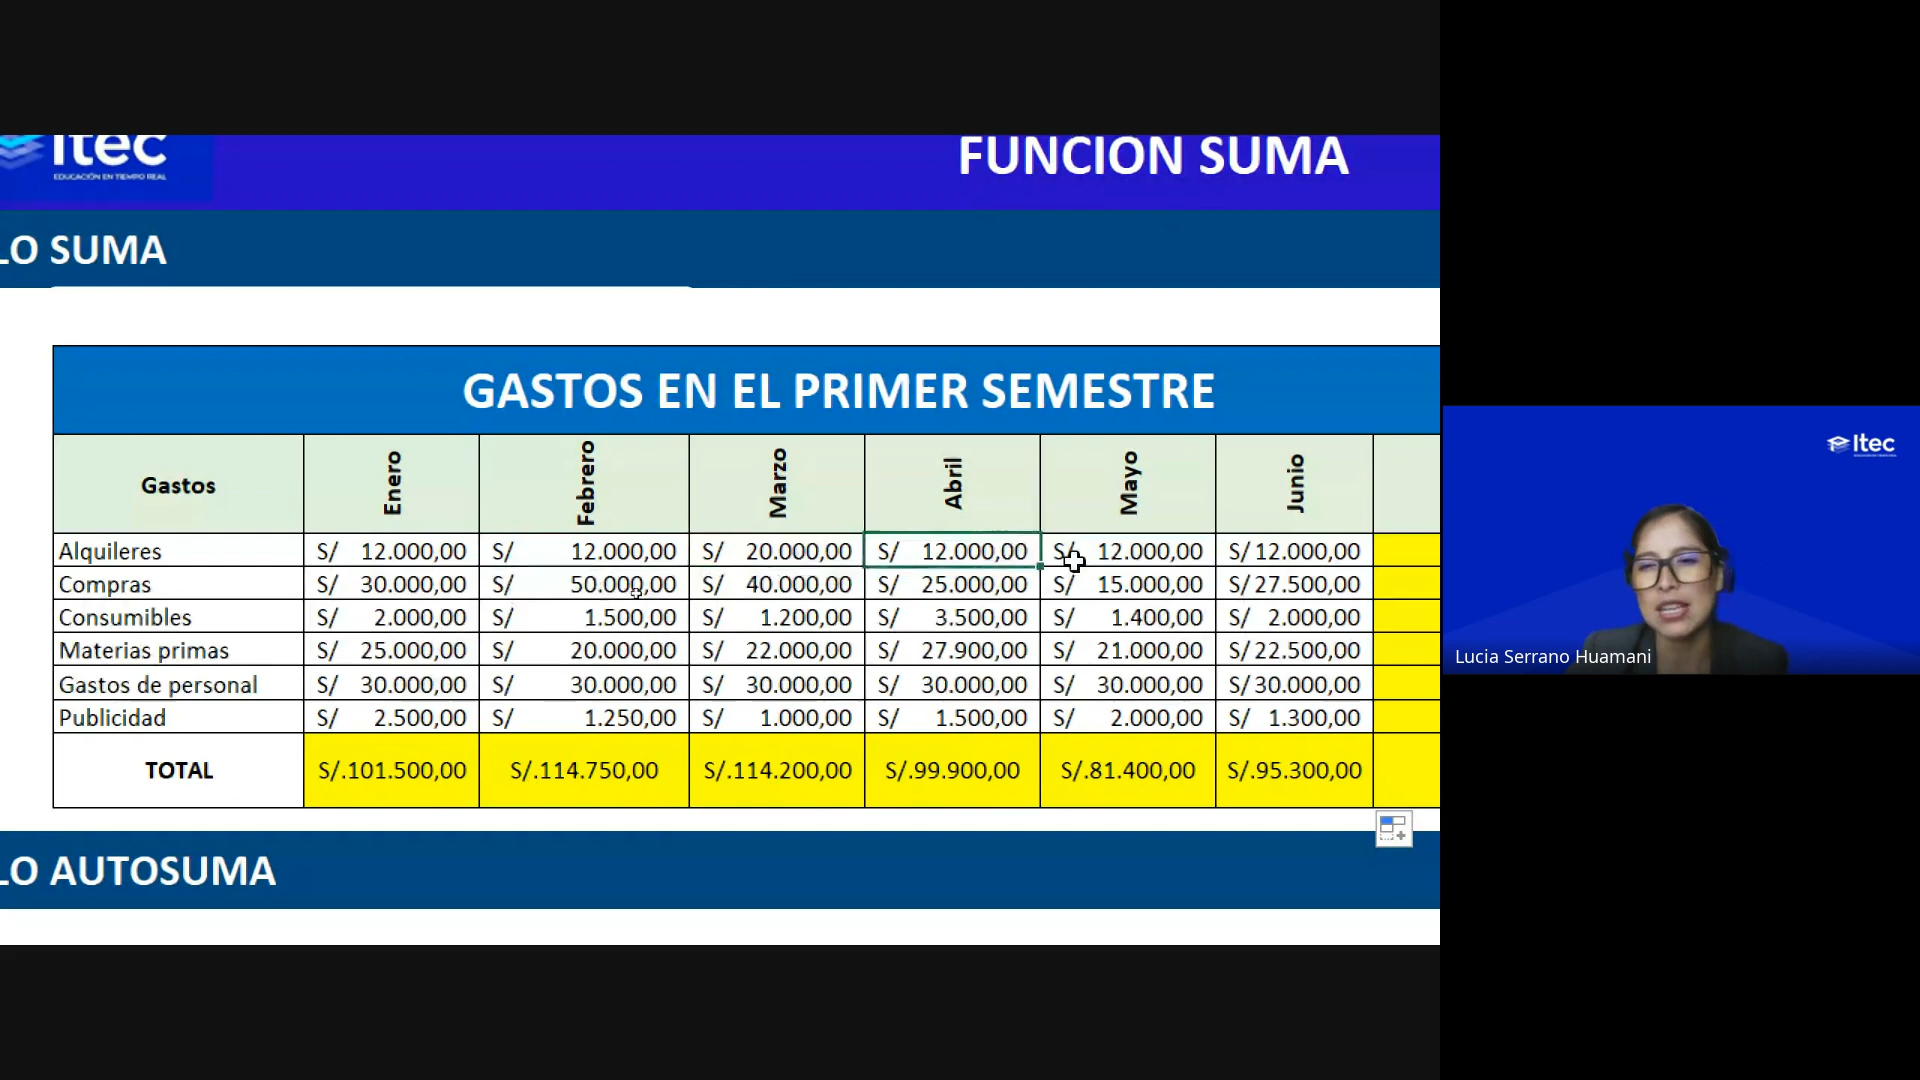 Itec
EDUCACIÓN EN TIEMPO REAL
FUNCION SUMA
LO SUMA
GASTOS EN EL PRIMER SEMESTRE
Gastos Enero Febrero Marzo Abril Mayo Junio
Alquileres S/ 12.000,00 S/ 12.000,00 S/ 20.000,00 S/ 12.000,00 S/ 12.000,00 S/ 12.000,00
Compras S/ 30.000,00 S/ 50.000,00 S/ 40.000,00 S/ 25.000,00 S/ 15.000,00 S/ 27.500,00
Consumibles S/ 2.000,00 S/ 1.500,00 S/ 1.200,00 S/ 3.500,00 S/ 1.400,00 S/ 2.000,00
Materias primas S/ 25.000,00 S/ 20.000,00 S/ 22.000,00 S/ 27.900,00 S/ 21.000,00 S/ 22.500,00
Gastos de personal S/ 30.000,00 S/ 30.000,00 S/ 30.000,00 S/ 30.000,00 S/ 30.000,00 S/ 30.000,00
Publicidad S/ 2.500,00 S/ 1.250,00 S/ 1.000,00 S/ 1.500,00 S/ 2.000,00 S/ 1.300,00
TOTAL S/.101.500,00 S/.114.750,00 S/.114.200,00 S/.99.900,00 S/.81.400,00 S/.95.300,00
LO AUTOSUMA
Itec
Lucia Serrano Huamani